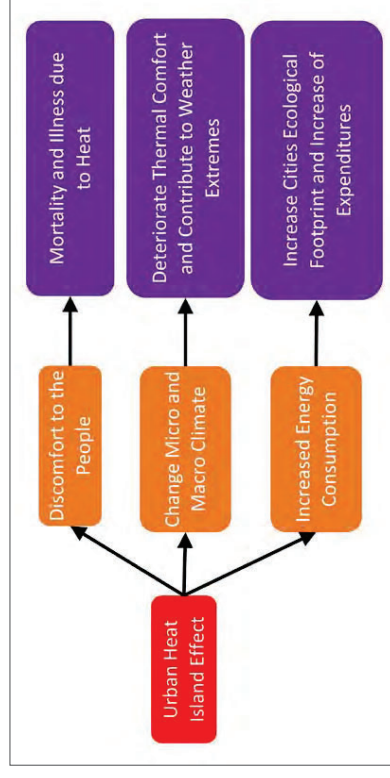 Urban Heat
Island Effect
Discomfort to the
People
Change Micro and
Macro Climate
Increased Energy
Consumption
Mortality and Illness due
to Heat
Deteriorate Thermal Comfort
and Contribute to Weather
Extremes
Increase Cities Ecological
Footprint and Increase of
Expenditures